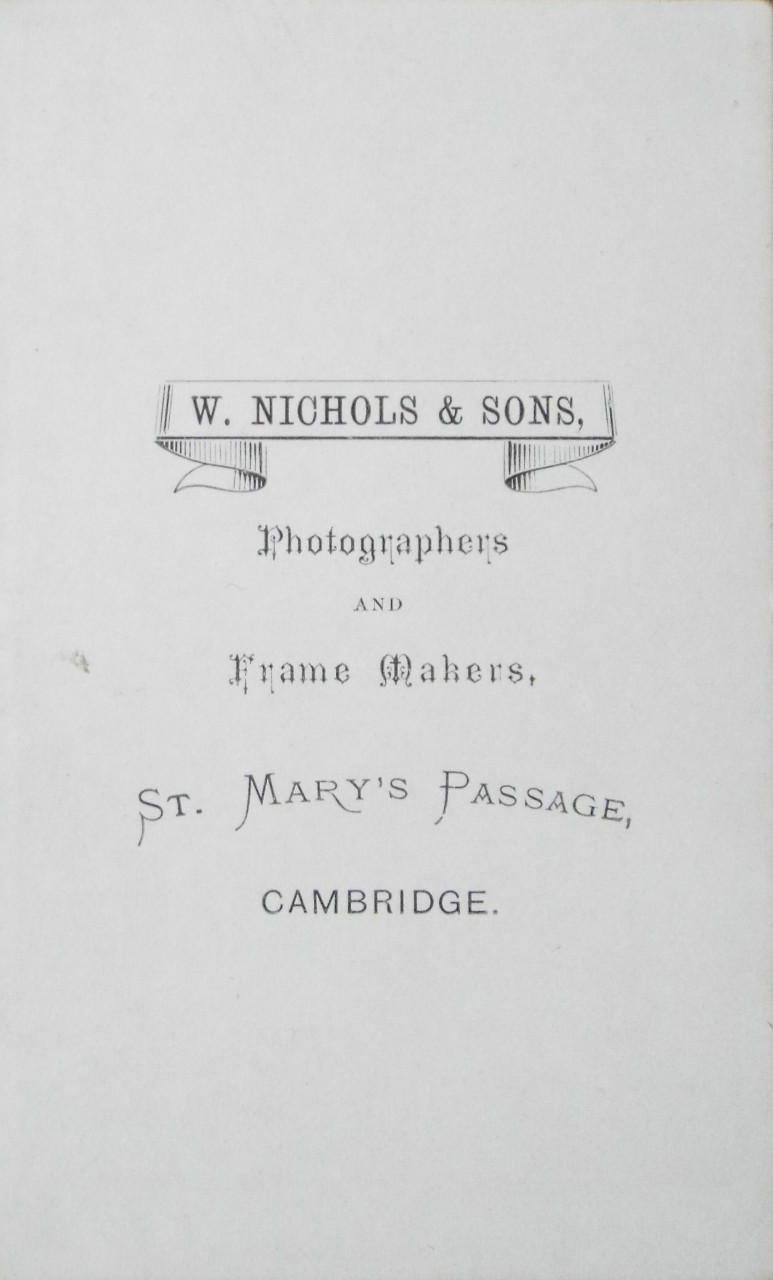 W. NICHOLS & SONS,
Photographers
AND
Frame Makers,
ST. MARY'S PASSAGE,
CAMBRIDGE.